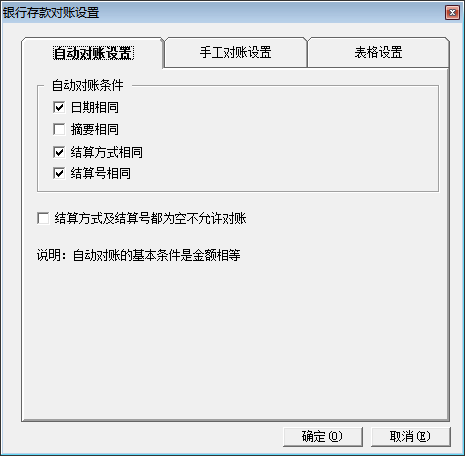 银行存款对账设置
自动对账设置
手工对账设置
表格设置
自动对账条件
日期相同
摘要相同
结算方式相同
结算号相同
结算方式及结算号都为空不允许对账
说明：自动对账的基本条件是金额相等
确定(O)
取消(E)